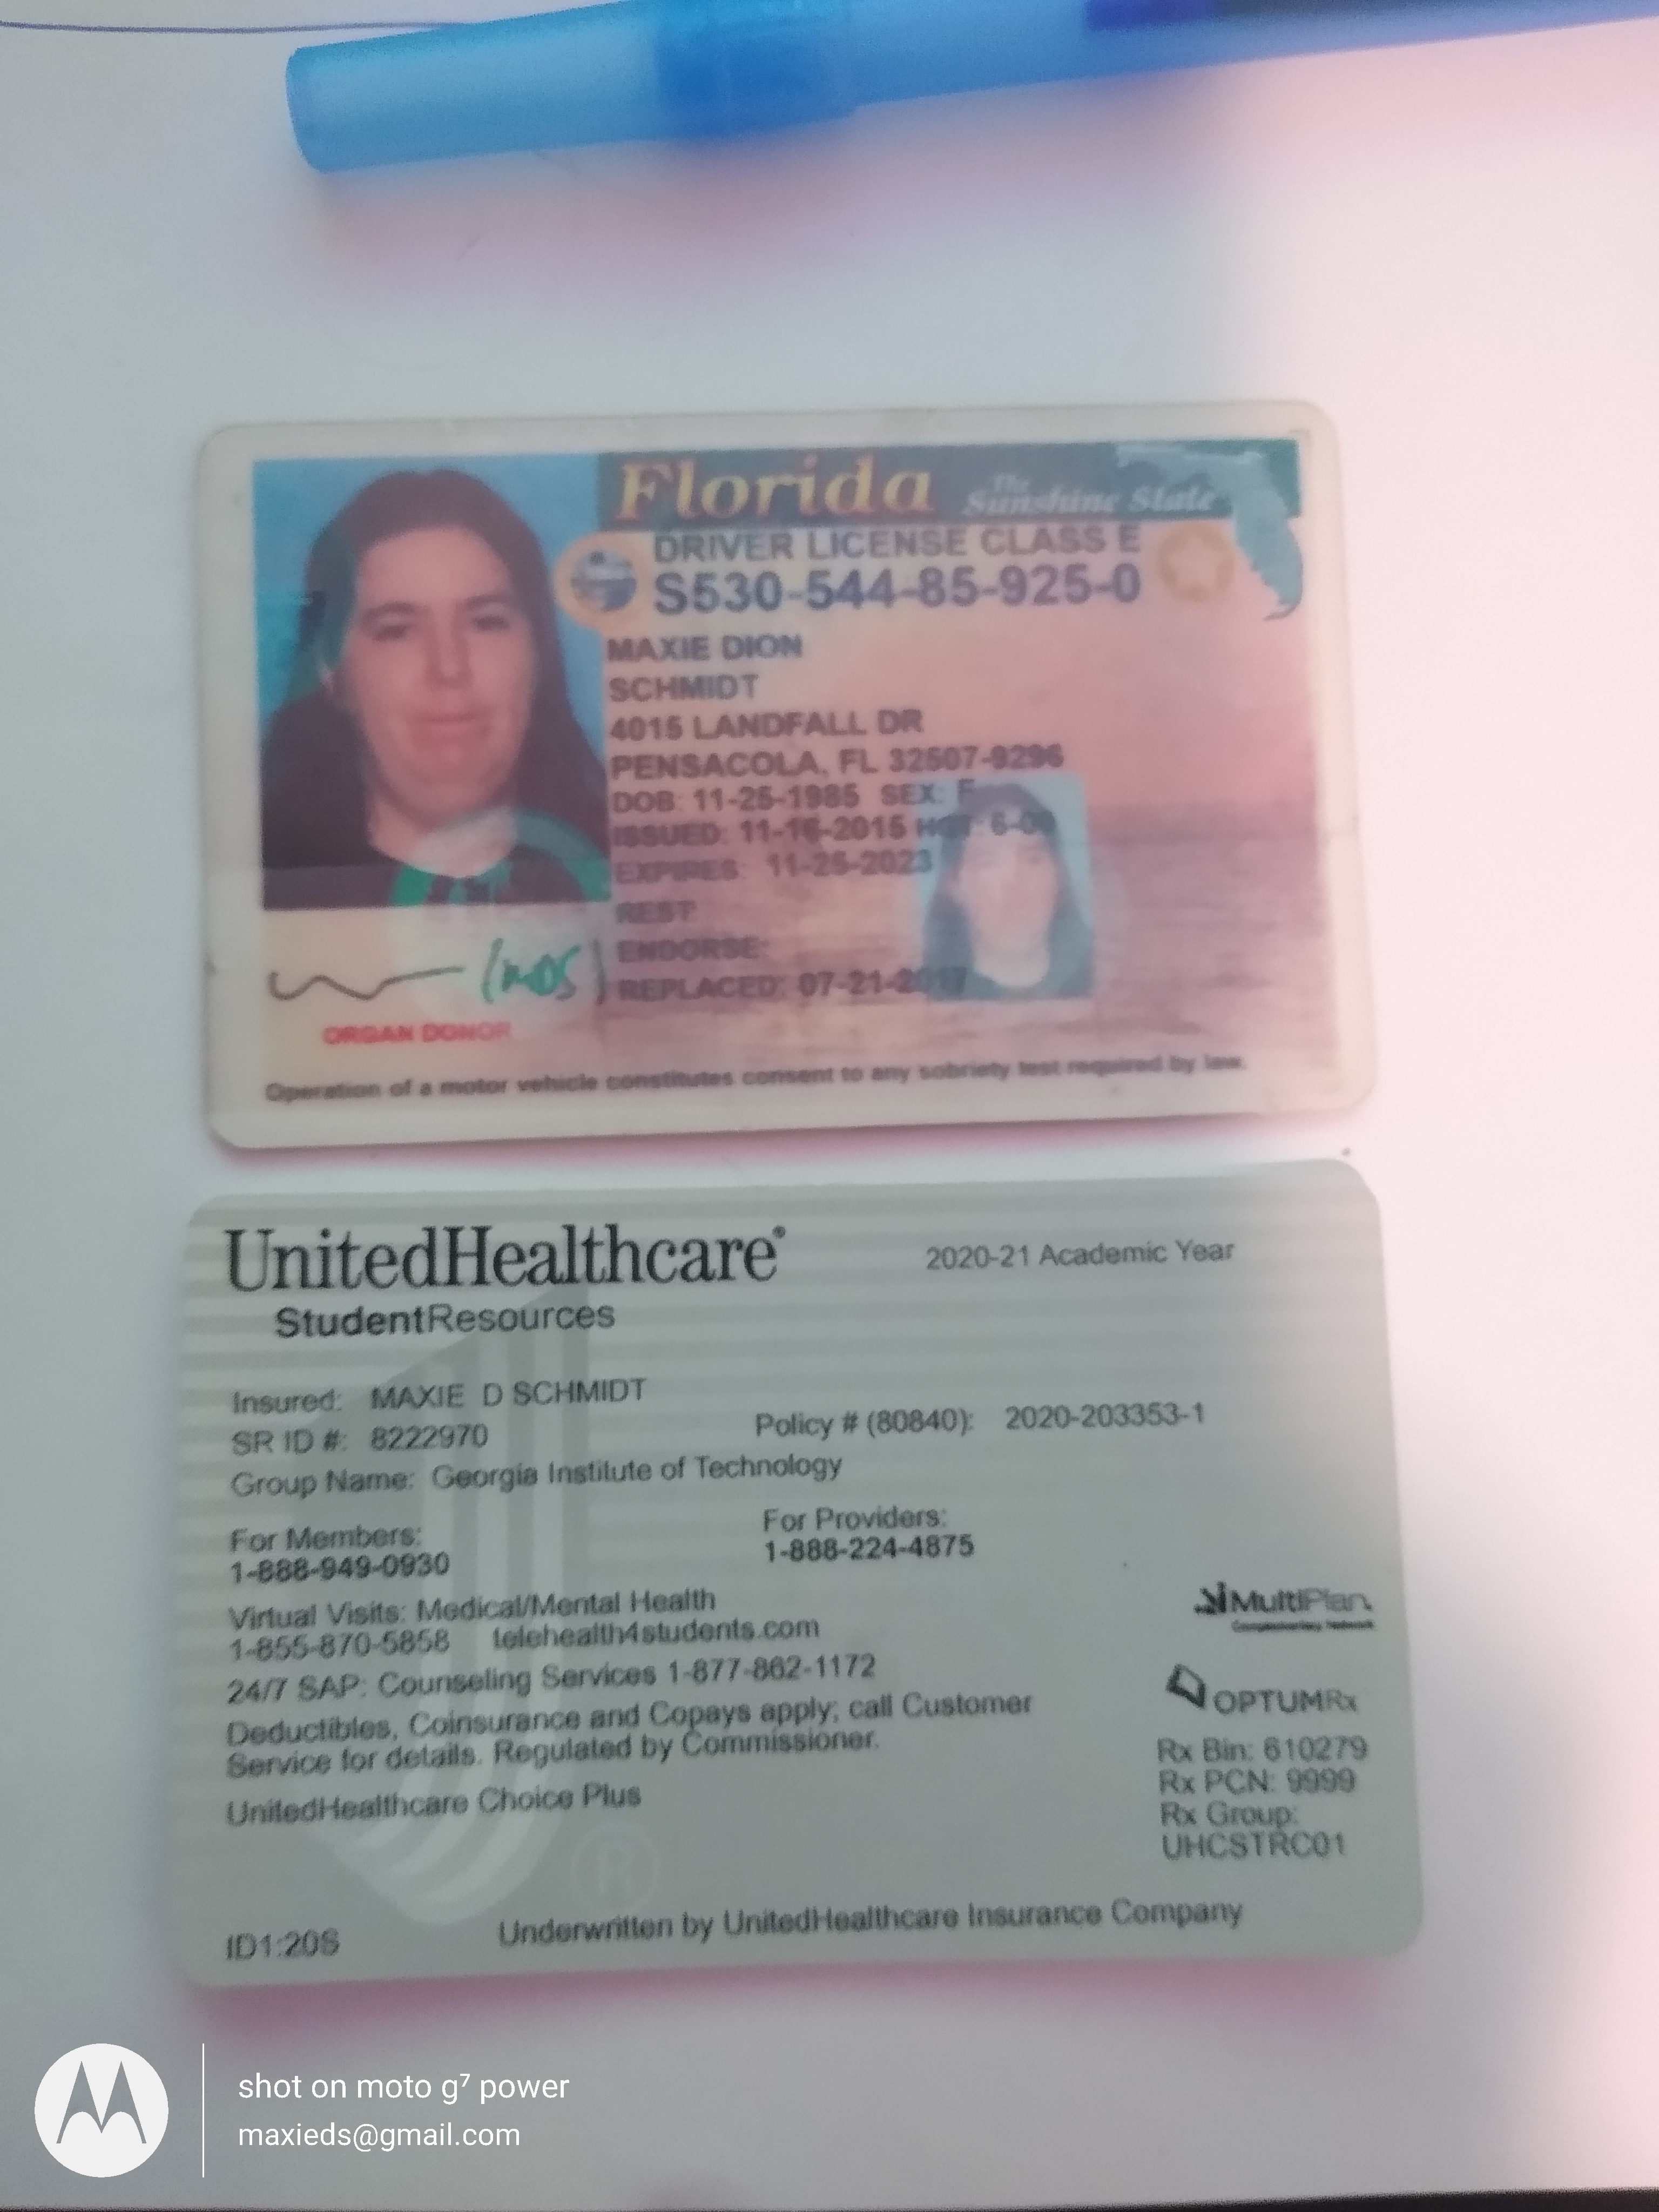 Florida The Sunshine State
DRIVER LICENSE CLASS E
S530-544-85-925-0
MAXIE DION
SCHMIDT
4015 LANDFALL DR
PENSACOLA, FL 32507-9296
DOB: 11-25-1985 SEX: F
ISSUED: 11-16-2015 HGT: 6-00
EXPIRES: 11-25-2023
REST:
ENDORSE:
REPLACED: 07-21-2017
(MDS)
ORGAN DONOR
Operation of a motor vehicle constitutes consent to any sobriety test required by law.
UnitedHealthcare®
2020-21 Academic Year
StudentResources
Insured: MAXIE D SCHMIDT
SR ID #: 8222970
Policy # (80840): 2020-203353-1
Group Name: Georgia Institute of Technology
For Members:
1-888-949-0930
For Providers:
1-888-224-4875
Virtual Visits: Medical/Mental Health
1-855-870-5858 telehealth4students.com
24/7 SAP: Counseling Services 1-877-862-1172
Deductibles, Coinsurance and Copays apply; call Customer
Service for details. Regulated by Commissioner.
UnitedHealthcare Choice Plus
MultiPlan
Complementary Network
OPTUMRx
Rx Bin: 610279
Rx PCN: 9999
Rx Group:
UHCSTRC01
ID1:20S
Underwritten by UnitedHealthcare Insurance Company
shot on moto g⁷ power
maxieds@gmail.com